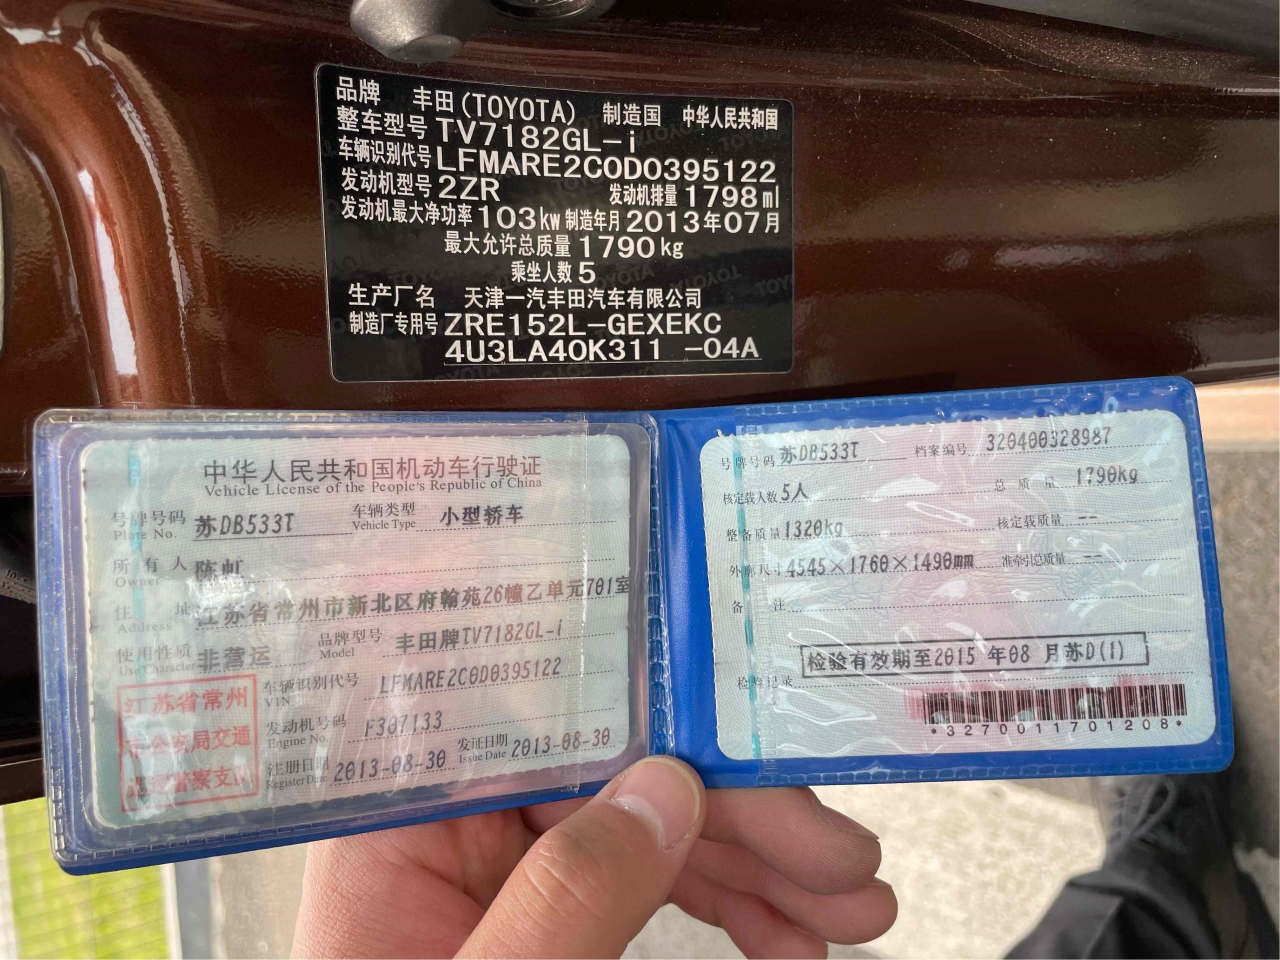 品牌 丰田(TOYOTA) 制造国 中华人民共和国
整车型号 TV7182GL-i
车辆识别代号 LFMARE2C0D0395122
发动机型号 2ZR 发动机排量 1798ml
发动机最大净功率 103kw 制造年月 2013年07月
最大允许总质量 1790kg
乘坐人数 5
生产厂名 天津一汽丰田汽车有限公司
制造厂专用号 ZRE152L-GEXEKC
4U3LA40K311 -04A
中华人民共和国机动车行驶证
Vehicle License of the People's Republic of China
号牌号码 苏DB533T 车辆类型 小型轿车
Plate No. Vehicle Type
所有人 陈虹
Owner
住址 江苏省常州市新北区府翰苑26幢乙单元701室
Address
使用性质 非营运 品牌型号 丰田牌TV7182GL-i
Use Character Model
车辆识别代号 LFMARE2C0D0395122
VIN
发动机号码 F307133
Engine No.
注册日期 2013-08-30 发证日期 2013-08-30
Register Date Issue Date
江苏省常州
市公安局交通
巡逻警察支队
号牌号码 苏DB533T 档案编号 320400328987
核定载人数 5人 总质量 1790kg
整备质量 1320kg 核定载质量 --
外廓尺寸 4545×1760×1490mm 准牵引总质量 --
备注
检验有效期至2015 年08 月苏D(1)
检验记录
*3270011701208*